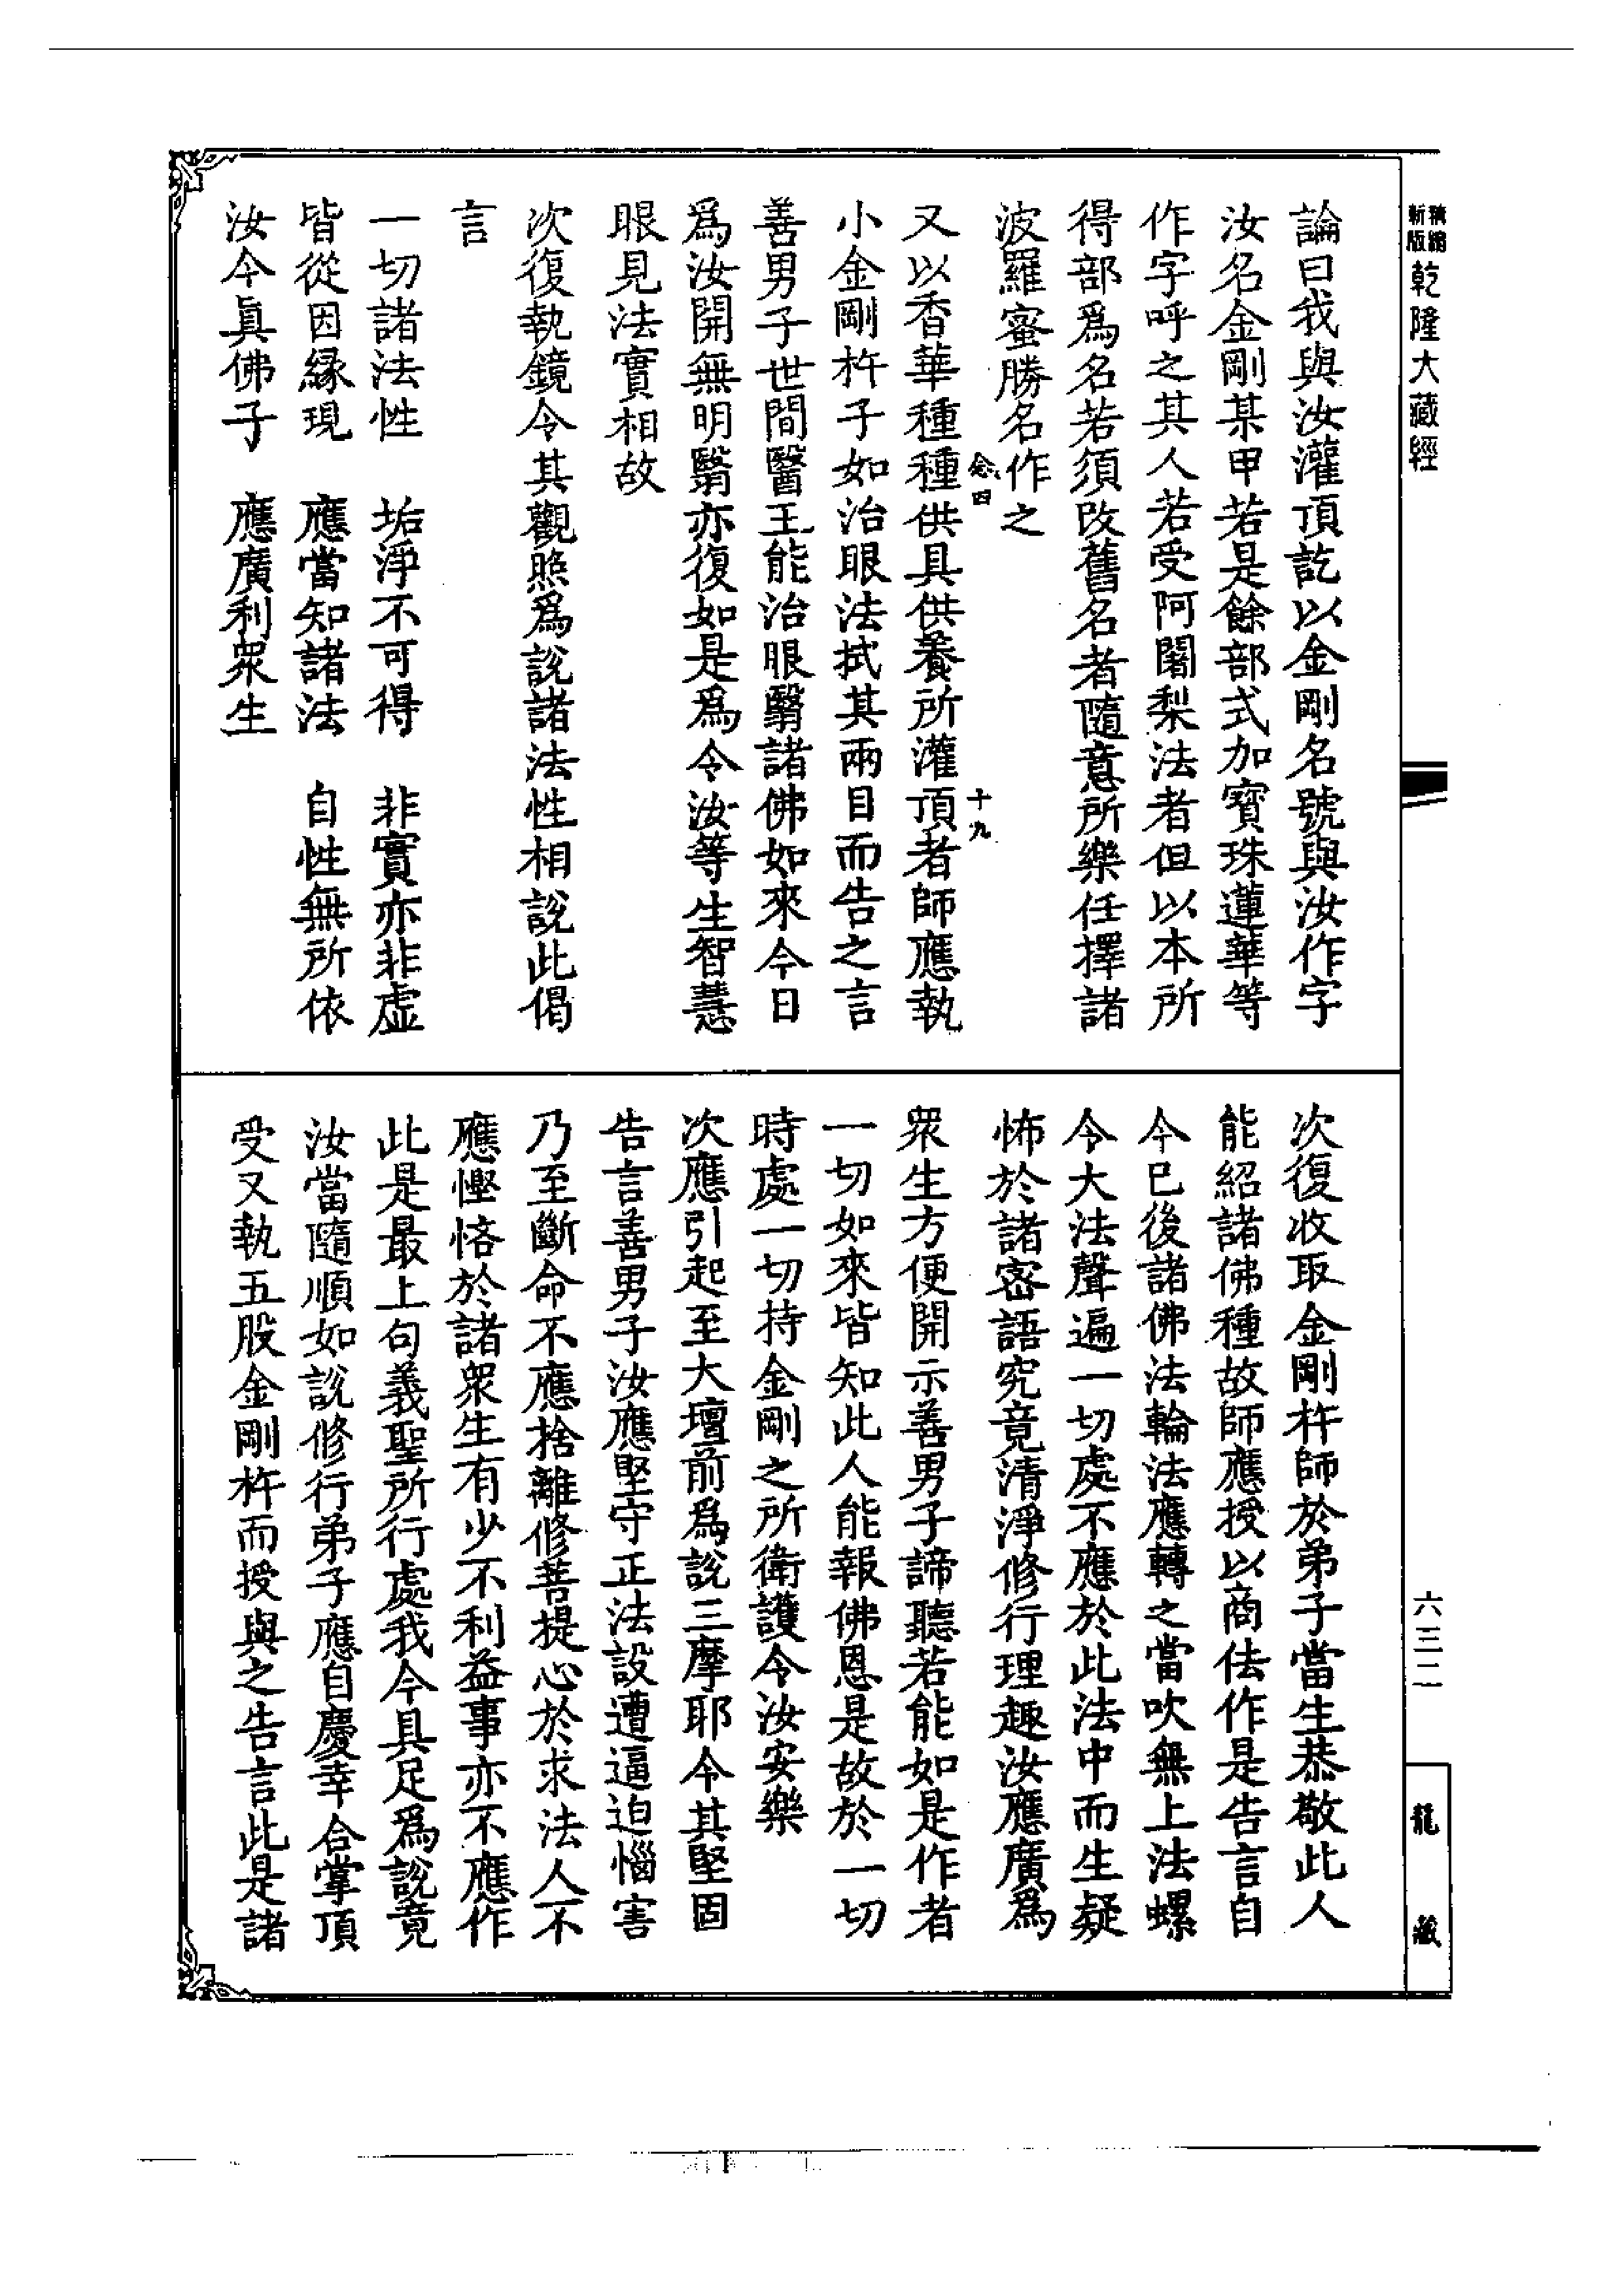 精編
新版
乾隆大藏經
論曰我與汝灌頂訖以金剛名號與汝作字
汝名金剛某甲若是餘部式加寶珠蓮華等
作字呼之其人若受阿闍梨法者但以本所
得部爲名若須改舊名者隨意所樂任擇諸
波羅蜜勝名作之
十九
又以香華種種供具供養所灌頂者師應執
小金剛杵子如治眼法拭其兩目而告之言
善男子世間醫王能治眼翳諸佛如來今日
爲汝開無明翳亦復如是爲令汝等生智慧
眼見法實相故
次復執鏡令其觀照爲說諸法性相說此偈
言
一切諸法性　垢淨不可得　非實亦非虛
皆從因緣現　應當知諸法　自性無所依
汝今眞佛子　應廣利衆生
次復收取金剛杵師於弟子當生恭敬此人
能紹諸佛種故師應授以商佉作是告言自
今已後諸佛法輪法應轉之當吹無上法螺
令大法聲遍一切處不應於此法中而生疑
怖於諸密語究竟清淨修行理趣汝應廣爲
衆生方便開示善男子諦聽若能如是作者
一切如來皆知此人能報佛恩是故於一切
時處一切持金剛之所衛護令汝安樂
次應引起至大壇前爲說三摩耶令其堅固
告言善男子汝應堅守正法設遭逼迫惱害
乃至斷命不應捨離修菩提心於求法人不
應慳悋於諸衆生有少不利益事亦不應作
此是最上句義聖所行處我今具足爲說竟
汝當隨順如說修行弟子應自慶幸合掌頂
受又執五股金剛杵而授與之告言此是諸
六三二
龍藏